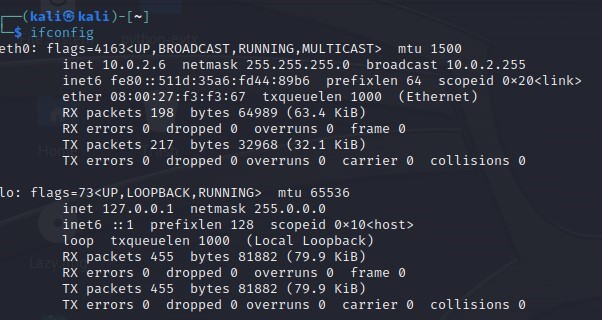 ┌──(kali㉿kali)-[~]
└─$ ifconfig
eth0: flags=4163<UP,BROADCAST,RUNNING,MULTICAST>  mtu 1500
        inet 10.0.2.6  netmask 255.255.255.0  broadcast 10.0.2.255
        inet6 fe80::511d:35a6:fd44:89b6  prefixlen 64  scopeid 0×20<link>
        ether 08:00:27:f3:f3:67  txqueuelen 1000  (Ethernet)
        RX packets 198  bytes 64989 (63.4 KiB)
        RX errors 0  dropped 0  overruns 0  frame 0
        TX packets 217  bytes 32968 (32.1 KiB)
        TX errors 0  dropped 0 overruns 0  carrier 0  collisions 0

lo: flags=73<UP,LOOPBACK,RUNNING>  mtu 65536
        inet 127.0.0.1  netmask 255.0.0.0
        inet6 ::1  prefixlen 128  scopeid 0×10<host>
        loop  txqueuelen 1000  (Local Loopback)
        RX packets 455  bytes 81882 (79.9 KiB)
        RX errors 0  dropped 0  overruns 0  frame 0
        TX packets 455  bytes 81882 (79.9 KiB)
        TX errors 0  dropped 0 overruns 0  carrier 0  collisions 0